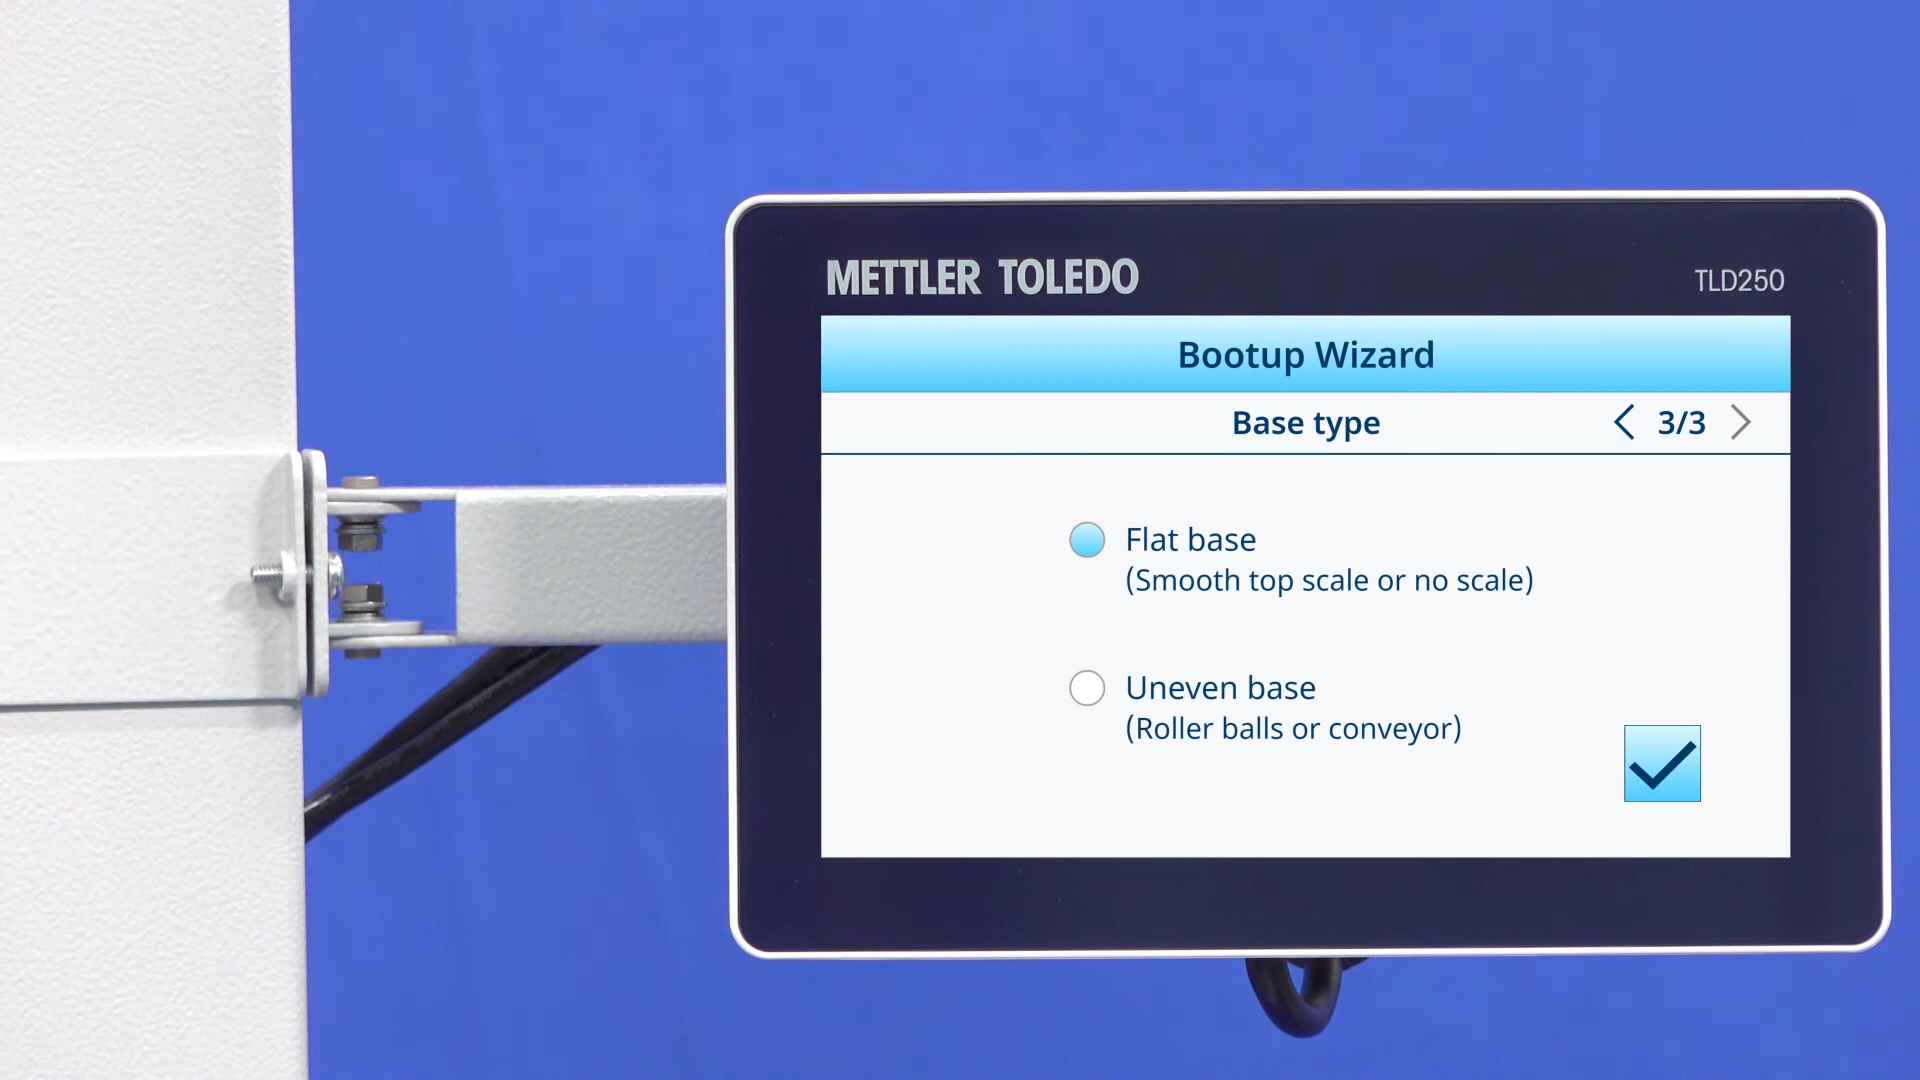 METTLER TOLEDO
TLD250
Bootup Wizard
Base type
3/3
Flat base
(Smooth top scale or no scale)
Uneven base
(Roller balls or conveyor)